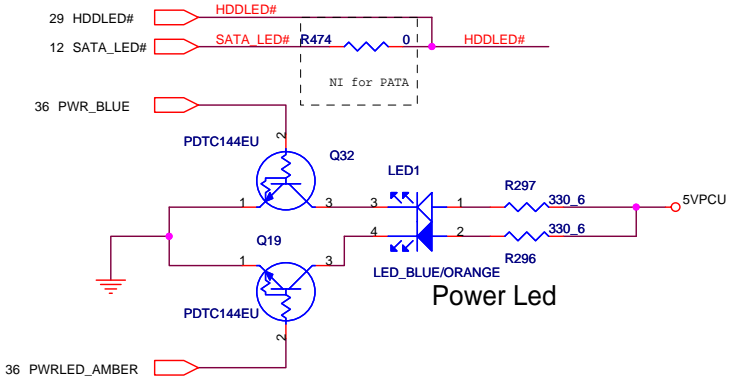 29 HDDLED# HDDLED#
12 SATA_LED# SATA_LED# R474 0 HDDLED#
NI for PATA
36 PWR_BLUE
2
PDTC144EU
Q32
LED1
R297
1 3 3 1 330_6
5VPCU
4 2 330_6
Q19
R296
1 3
LED_BLUE/ORANGE
Power Led
PDTC144EU
2
36 PWRLED_AMBER